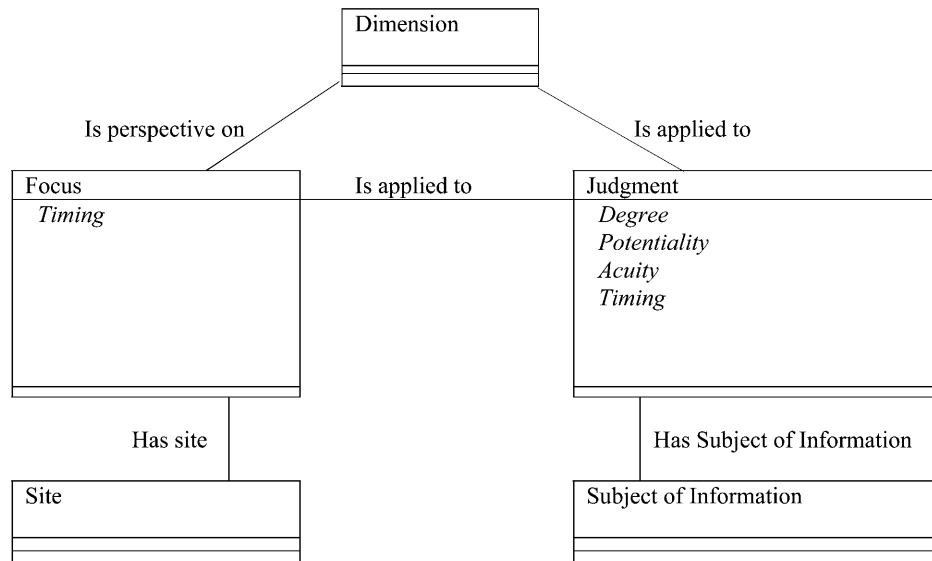 Dimension
Is perspective on
Is applied to
Focus
Is applied to
Judgment
Timing
Degree
Potentiality
Acuity
Timing
Has site
Has Subject of Information
Site
Subject of Information